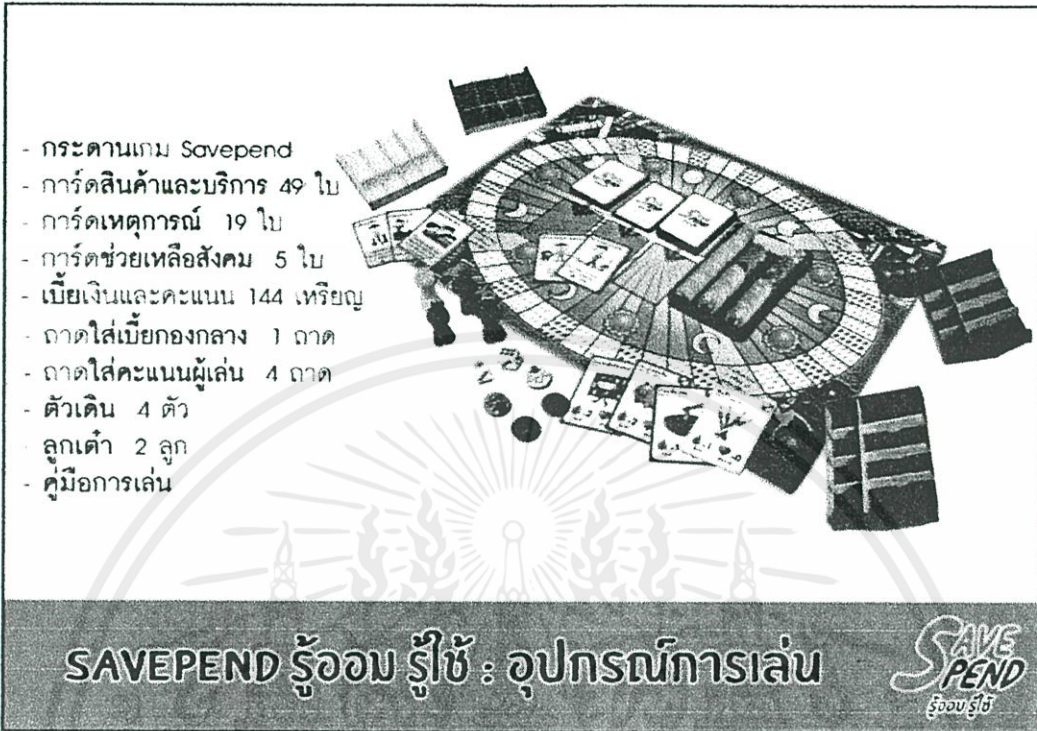 - กระดานเกม Savepend
- การ์ดสินค้าและบริการ 49 ใบ
- การ์ดเหตุการณ์ 19 ใบ
- การ์ดช่วยเหลือสังคม 5 ใบ
- เบี้ยเงินและคะแนน 144 เหรียญ
- ถาดใส่เบี้ยกองกลาง 1 ถาด
- ถาดใส่คะแนนผู้เล่น 4 ถาด
- ตัวเดิน 4 ตัว
- ลูกเต๋า 2 ลูก
- คู่มือการเล่น
SAVEPEND รู้ออม รู้ใช้ : อุปกรณ์การเล่น
SAVE
PEND
รู้ออม รู้ใช้